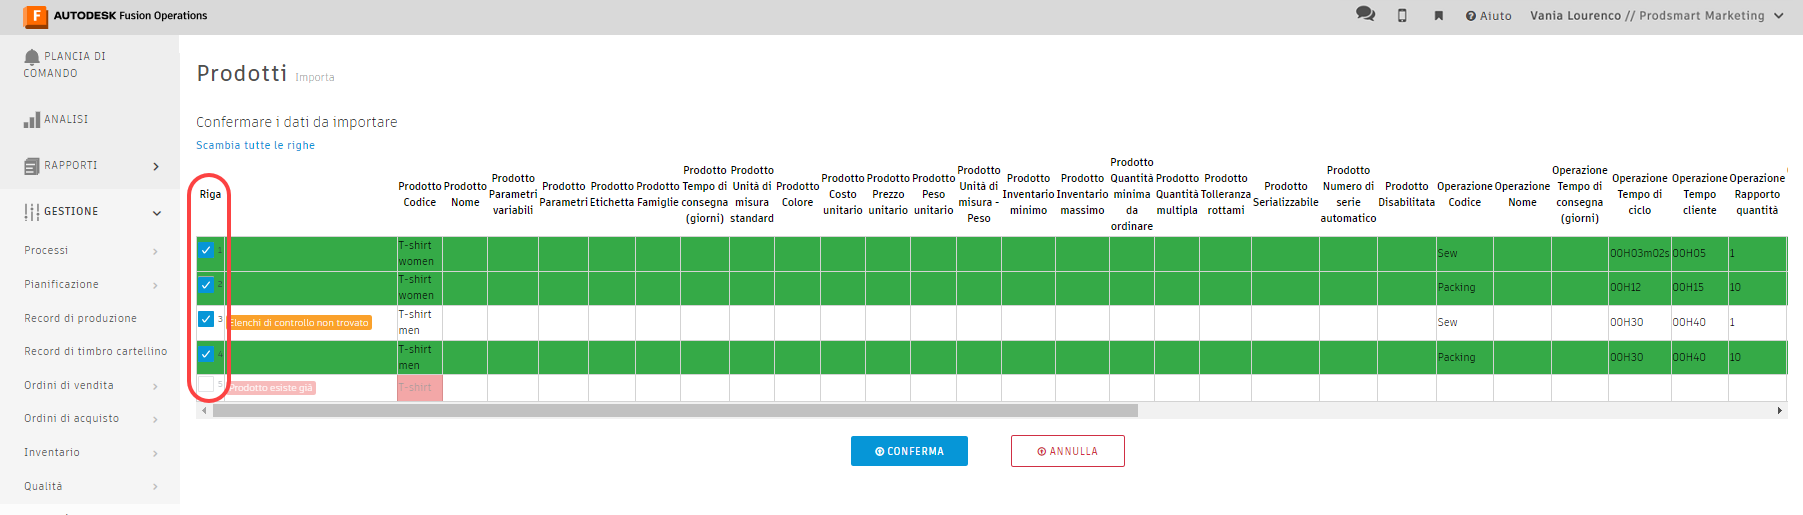 AUTODESK Fusion Operations
Aiuto
Vania Lourenco // Prodsmart Marketing
PLANCIA DI
COMANDO
ANALISI
RAPPORTI
GESTIONE
Processi
Pianificazione
Record di produzione
Record di timbro cartellino
Ordini di vendita
Ordini di acquisto
Inventario
Qualità
Prodotti Importa
Confermare i dati da importare
Scambia tutte le righe
Riga
Prodotto
Codice
Prodotto
Nome
Prodotto
Parametri
variabili
Prodotto
Parametri
Prodotto
Etichetta
Prodotto
Famiglie
Prodotto
Tempo di
consegna
(giorni)
Prodotto
Unità di
misura
standard
Prodotto
Colore
Prodotto
Costo
unitario
Prodotto
Prezzo
unitario
Prodotto
Peso
unitario
Prodotto
Unità di
misura -
Peso
Prodotto
Inventario
minimo
Prodotto
Inventario
massimo
Prodotto
Quantità
minima
da
ordinare
Prodotto
Quantità
multipla
Prodotto
Tolleranza
rottami
Prodotto
Serializzabile
Prodotto
Numero di
serie
automatico
Prodotto
Disabilitata
Operazione
Codice
Operazione
Nome
Operazione
Tempo di
consegna
(giorni)
Operazione
Tempo di
ciclo
Operazione
Tempo
cliente
Operazione
Rapporto
quantità
1
T-shirt
women
Sew
00H03m02s
00H05
1
2
T-shirt
women
Packing
00H12
00H15
10
3
Elenchi di controllo non trovato
T-shirt
men
Sew
00H30
00H40
1
4
T-shirt
men
Packing
00H30
00H40
10
5
Prodotto esiste già
T-shirt
CONFERMA
ANNULLA